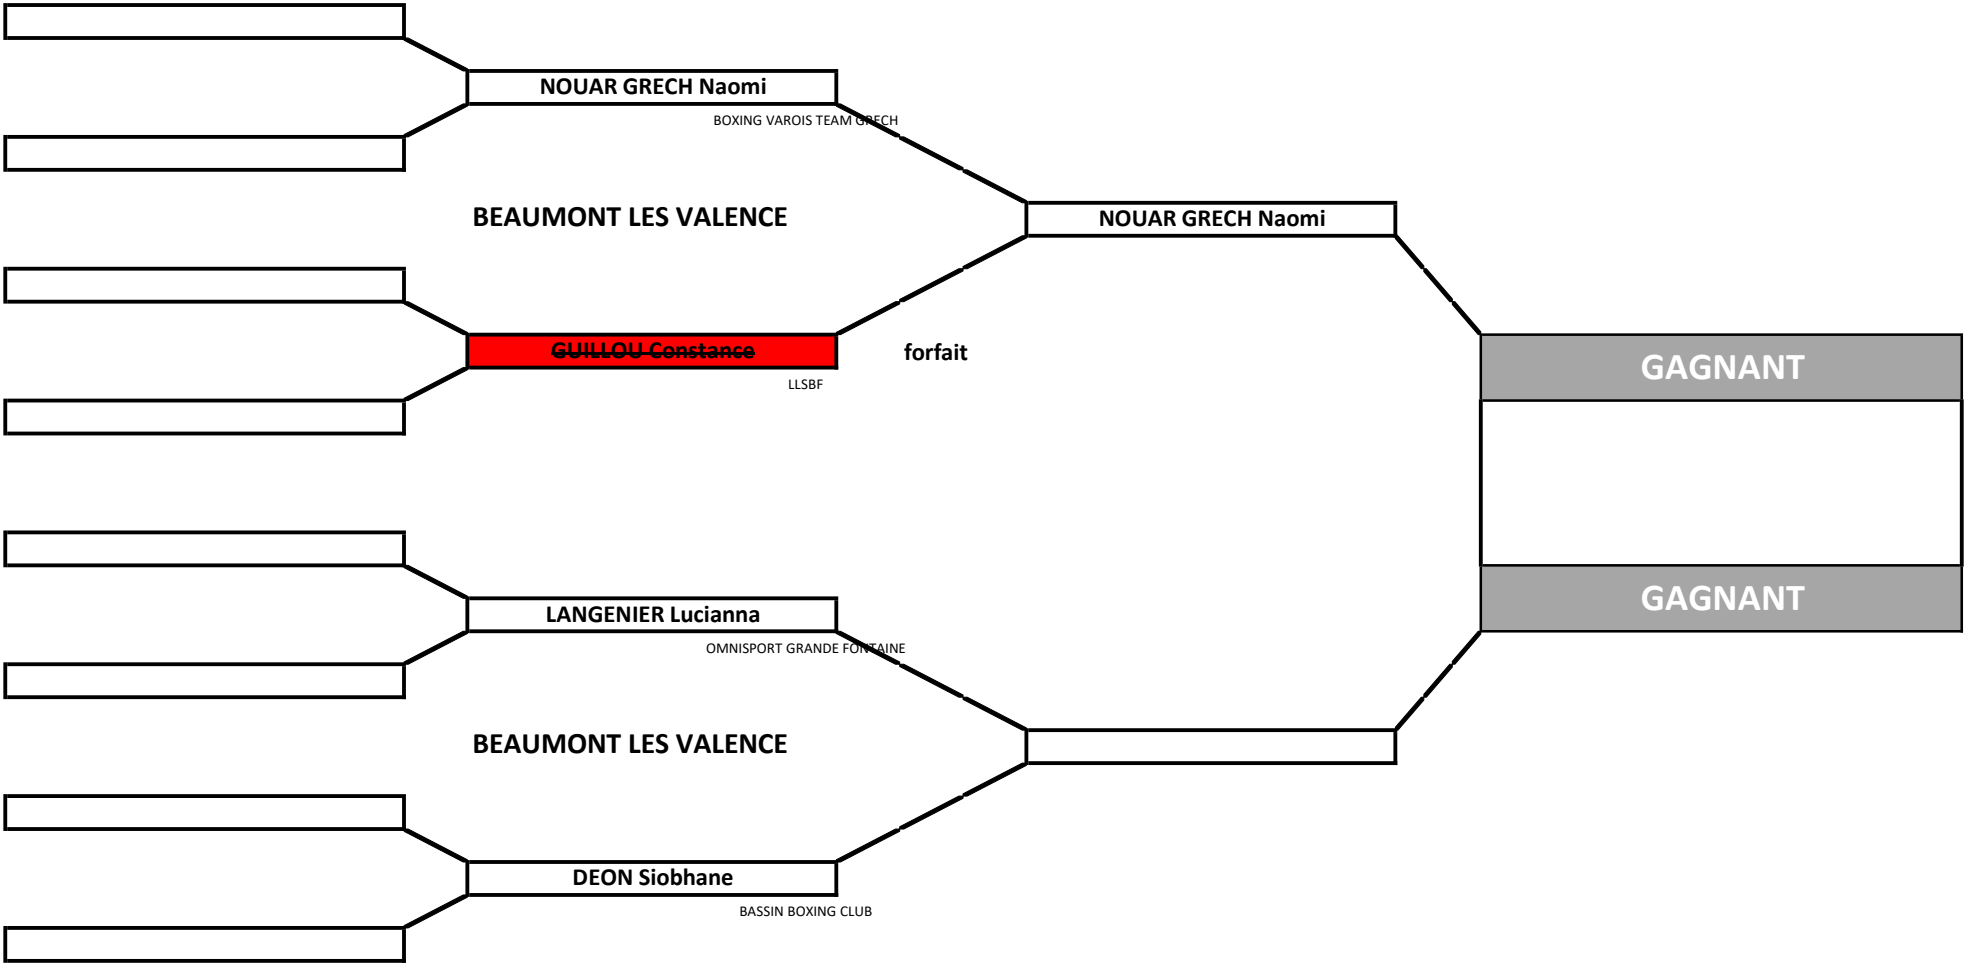 NOUAR GRECH Naomi
BOXING VAROIS TEAM GRECH
BEAUMONT LES VALENCE
NOUAR GRECH Naomi
GUILLOU Constance
forfait
LLSBF
GAGNANT
GAGNANT
LANGENIER Lucianna
OMNISPORT GRANDE FONTAINE
BEAUMONT LES VALENCE
DEON Siobhane
BASSIN BOXING CLUB